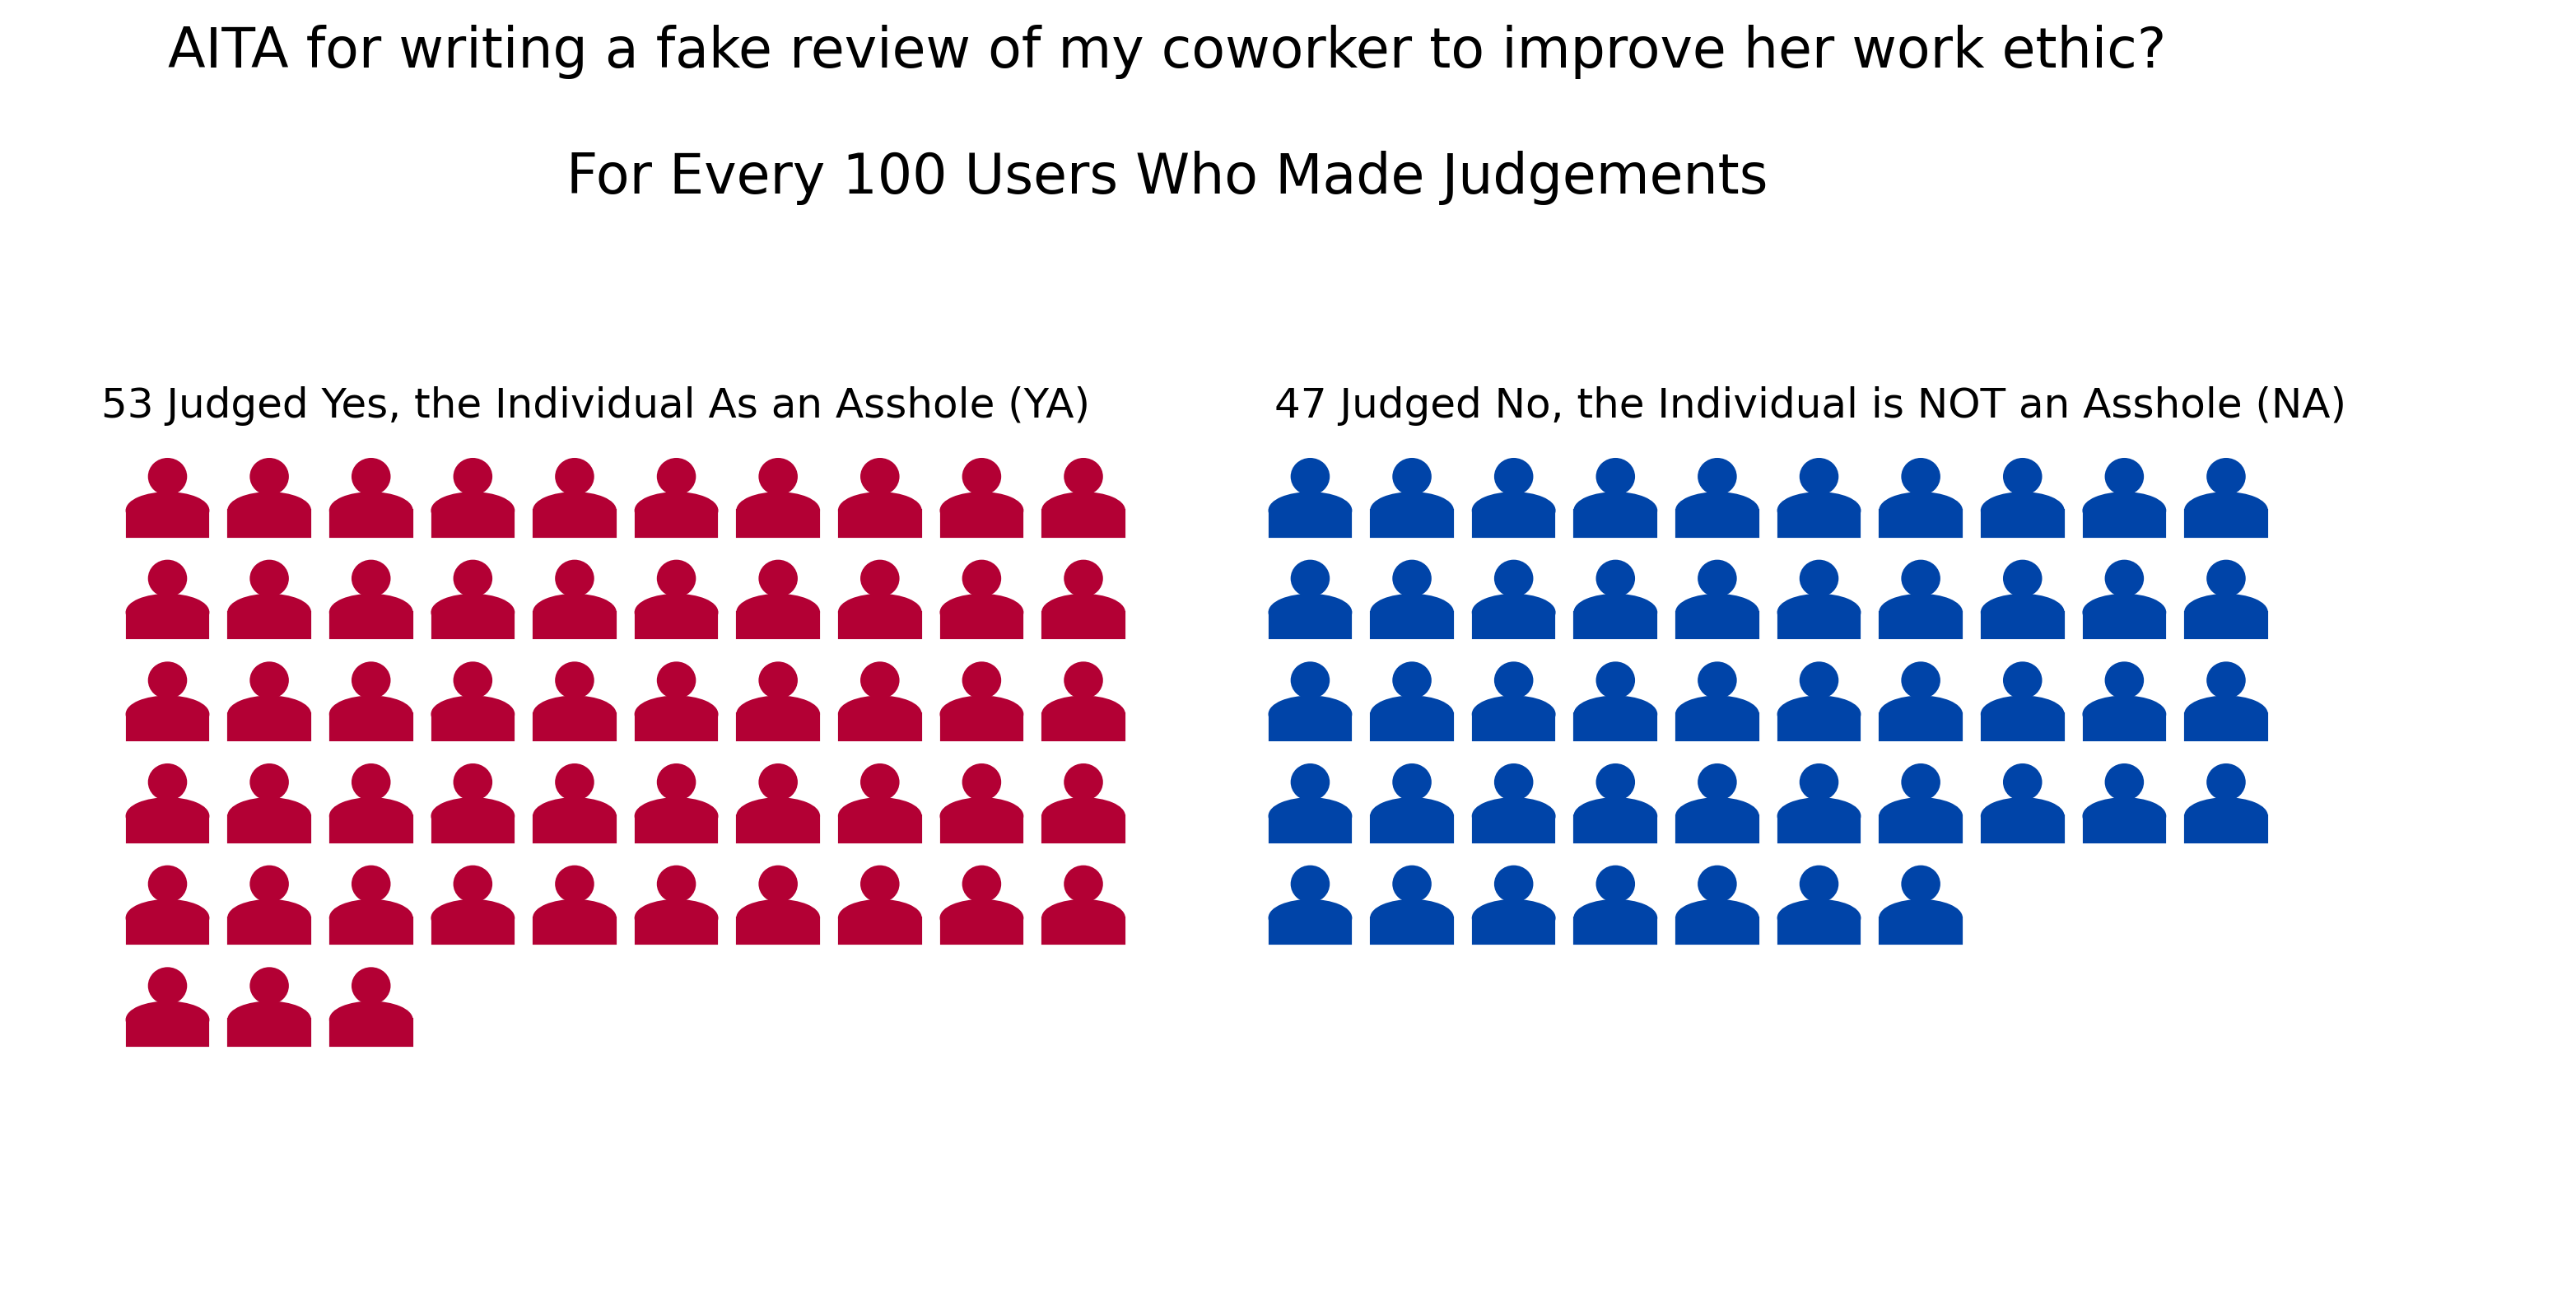 AITA for writing a fake review of my coworker to improve her work ethic?
For Every 100 Users Who Made Judgements
53 Judged Yes, the Individual As an Asshole (YA)
47 Judged No, the Individual is NOT an Asshole (NA)